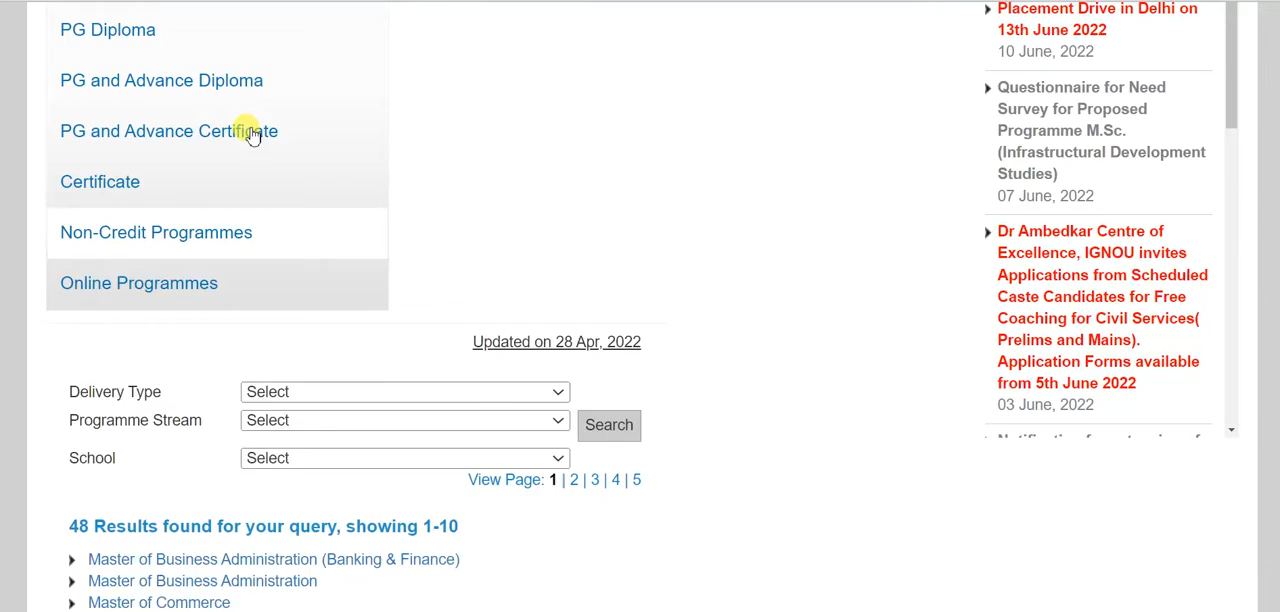 PG Diploma
PG and Advance Diploma
PG and Advance Certificate
Certificate
Non-Credit Programmes
Online Programmes
Updated on 28 Apr, 2022
Delivery Type Select
Programme Stream Select
Search
School Select
View Page: 1 | 2 | 3 | 4 | 5
48 Results found for your query, showing 1-10
Master of Business Administration (Banking & Finance)
Master of Business Administration
Master of Commerce
Placement Drive in Delhi on
13th June 2022
10 June, 2022
Questionnaire for Need
Survey for Proposed
Programme M.Sc.
(Infrastructural Development
Studies)
07 June, 2022
Dr Ambedkar Centre of
Excellence, IGNOU invites
Applications from Scheduled
Caste Candidates for Free
Coaching for Civil Services(
Prelims and Mains).
Application Forms available
from 5th June 2022
03 June, 2022